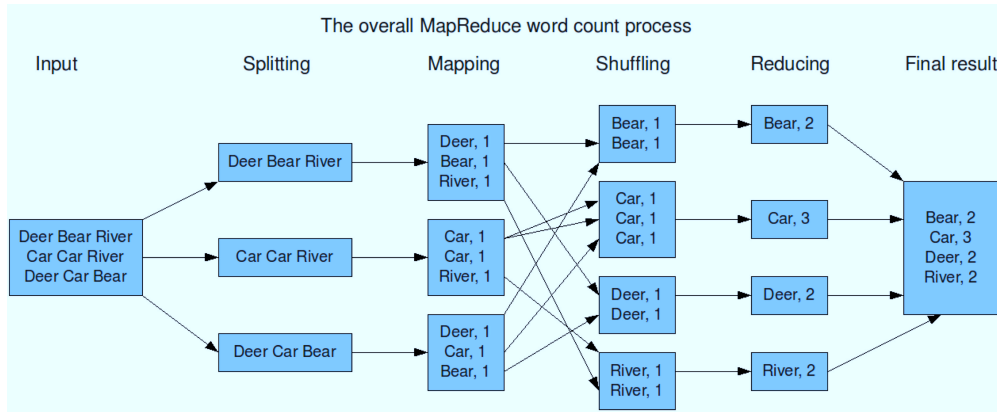 The overall MapReduce word count process
Input
Splitting
Mapping
Shuffling
Reducing
Final result
Deer Bear River
Car Car River
Deer Car Bear
Deer Bear River
Car Car River
Deer Car Bear
Deer, 1
Bear, 1
River, 1
Car, 1
Car, 1
River, 1
Deer, 1
Car, 1
Bear, 1
Bear, 1
Bear, 1
Car, 1
Car, 1
Car, 1
Deer, 1
Deer, 1
River, 1
River, 1
Bear, 2
Car, 3
Deer, 2
River, 2
Bear, 2
Car, 3
Deer, 2
River, 2